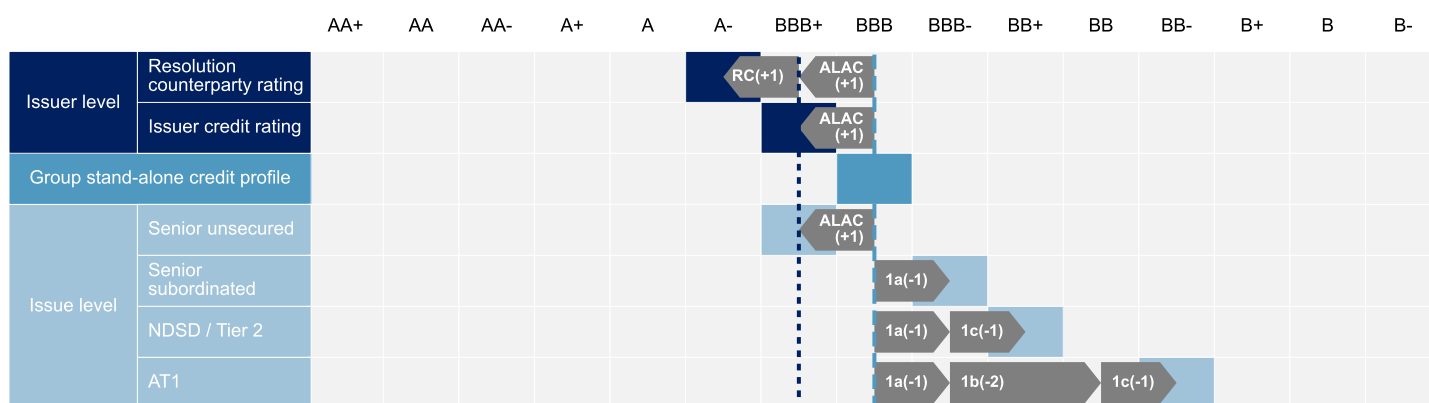 AA+ AA AA- A+ A A- BBB+ BBB BBB- BB+ BB BB- B+ B B-
Issuer level
Resolution
counterparty rating
RC(+1)
ALAC
(+1)
Issuer credit rating
ALAC
(+1)
Group stand-alone credit profile
Issue level
Senior unsecured
ALAC
(+1)
Senior
subordinated
1a(-1)
NDSD / Tier 2
1a(-1) 1c(-1)
AT1
1a(-1) 1b(-2) 1c(-1)